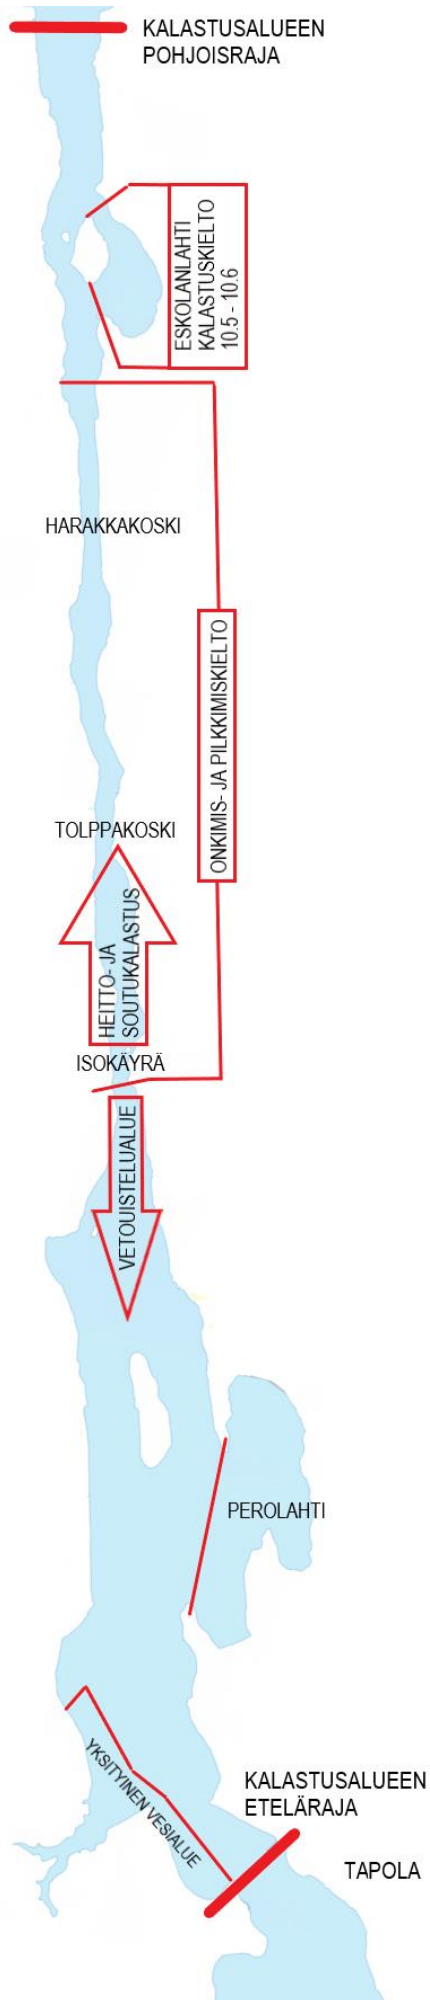 KALASTUSALUEEN
POHJOISRAJA
ESKOLANLAHTI
KALASTUSKIELTO
10.5 - 10.6
HARAKKAKOSKI
ONKIMIS- JA PILKKIMISKIELTO
TOLPPAKOSKI
HEITTO- JA
SOUTUKALASTUS
ISOKÄYRÄ
VETOUISTELUALUE
PEROLAHTI
YKSITYINEN VESIALUE
KALASTUSALUEEN
ETELÄRAJA
TAPOLA